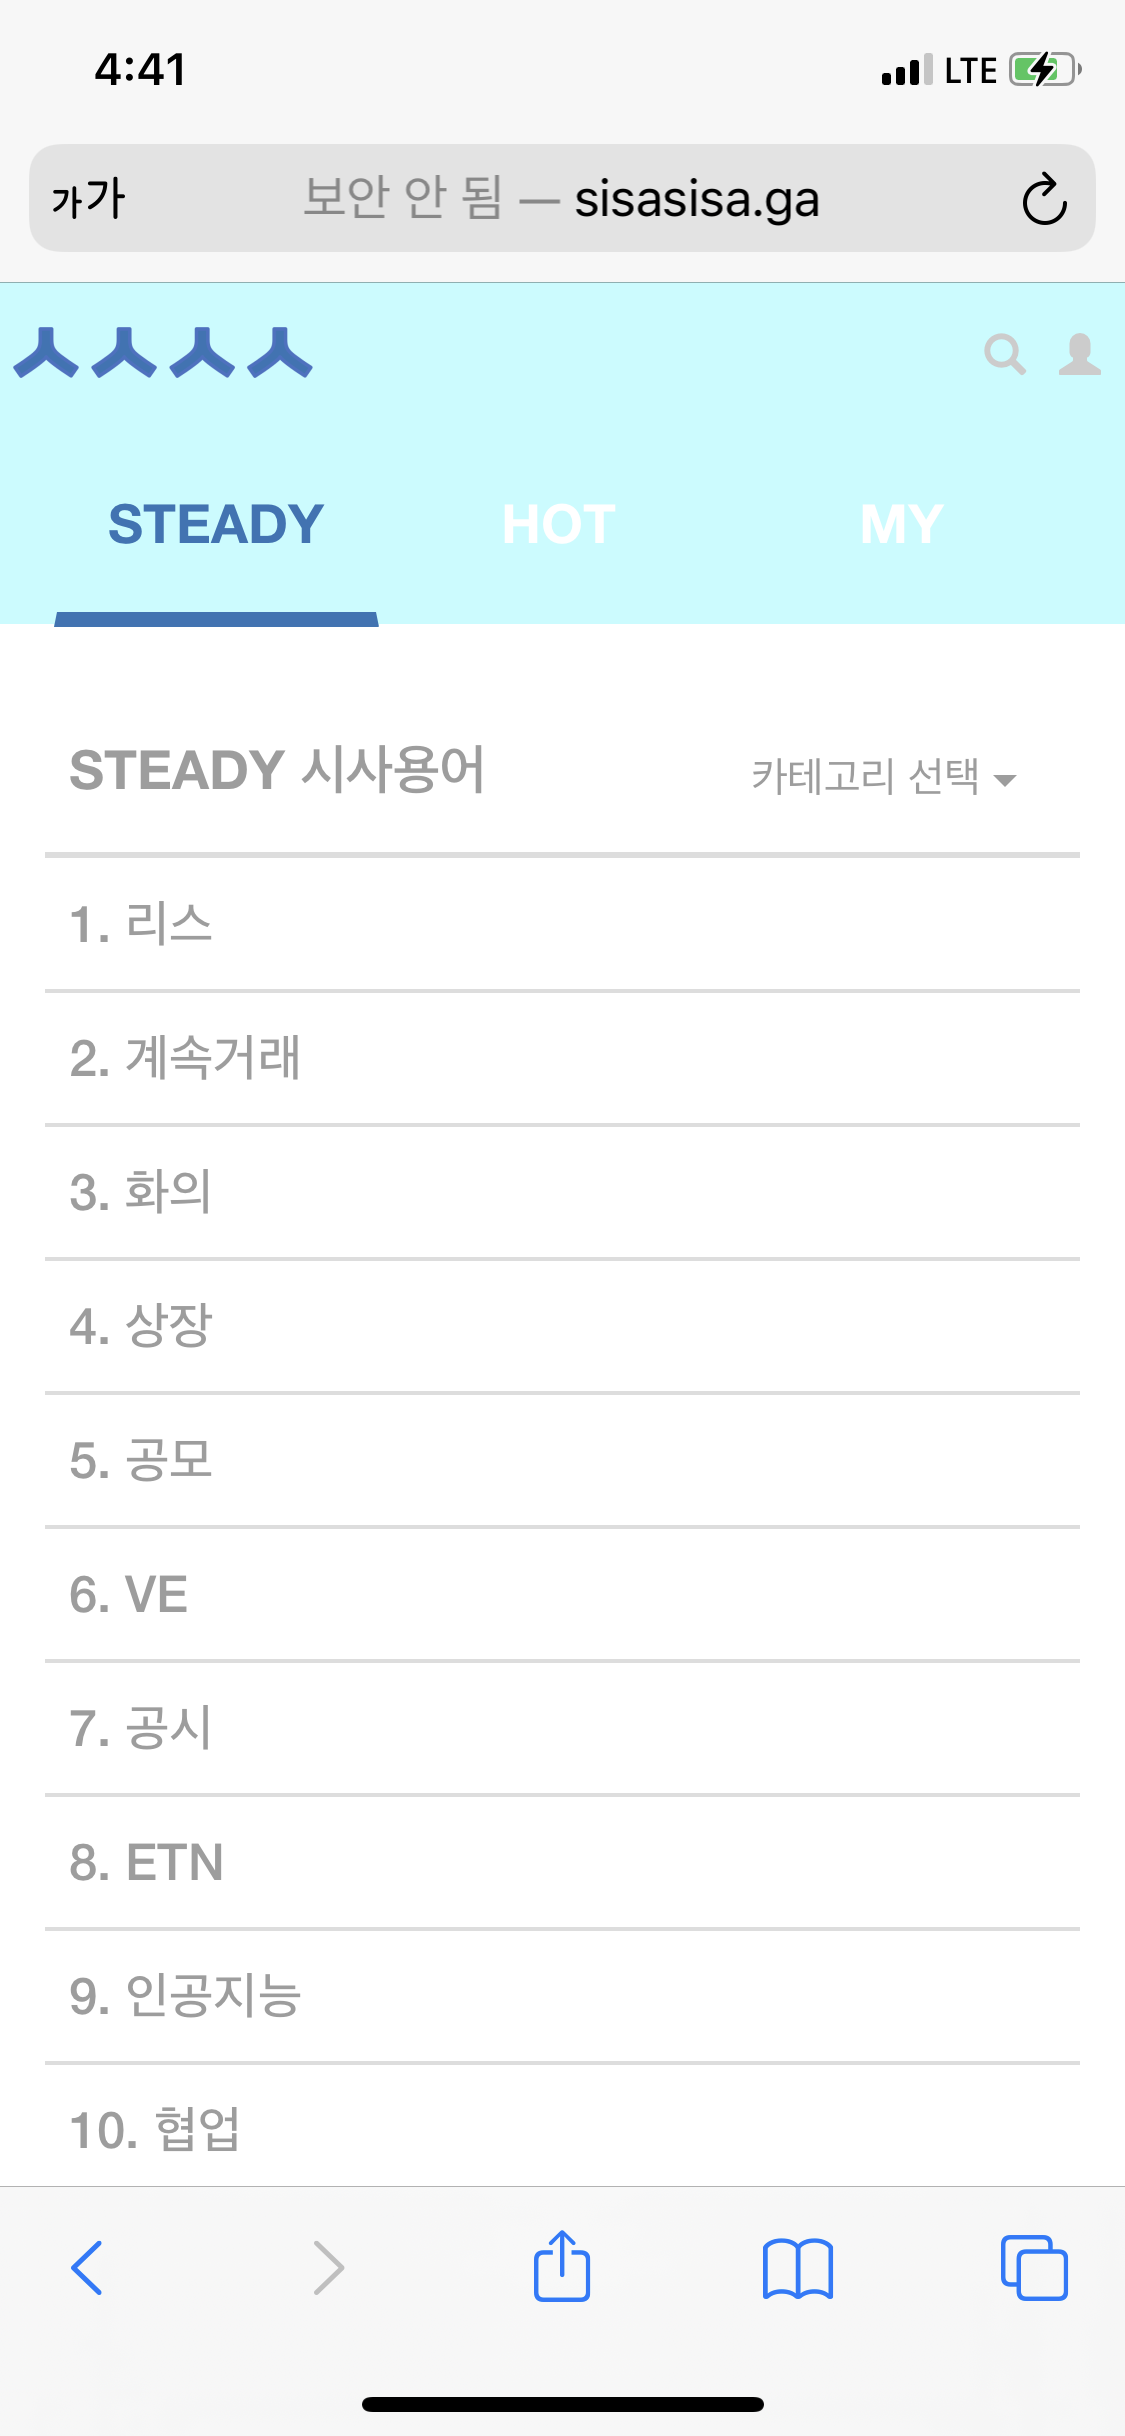 4:41 LTE
가가 보안 안 됨 — sisasisa.ga
ㅅㅅㅅㅅ
STEADY HOT MY
STEADY 시사용어 카테고리 선택
1. 리스
2. 계속거래
3. 화의
4. 상장
5. 공모
6. VE
7. 공시
8. ETN
9. 인공지능
10. 협업